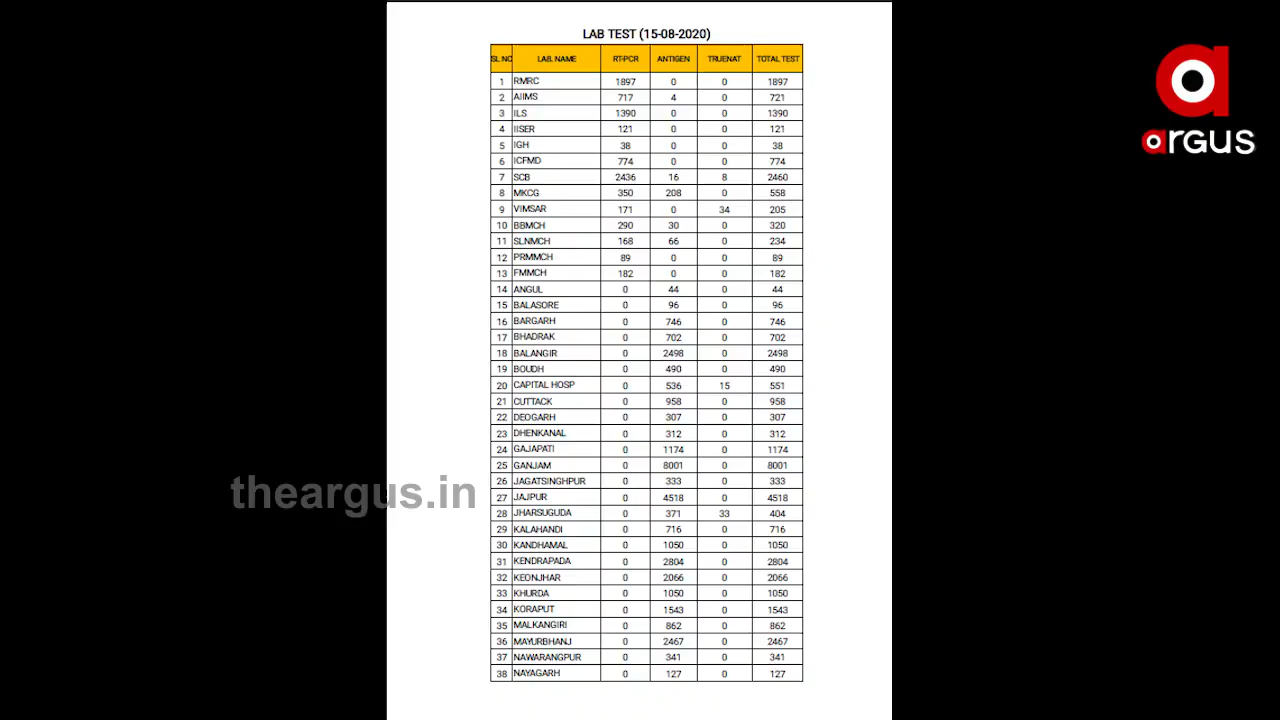 LAB TEST (15-08-2020)
SL NO LAB. NAME RT-PCR ANTIGEN TRUENAT TOTAL TEST
1 RMRC 1897 0 0 1897
2 AIIMS 717 4 0 721
3 ILS 1390 0 0 1390
4 IISER 121 0 0 121
5 IGH 38 0 0 38
6 ICFMD 774 0 0 774
7 SCB 2436 16 8 2460
8 MKCG 350 208 0 558
9 VIMSAR 171 0 34 205
10 BBMCH 290 30 0 320
11 SLNMCH 168 66 0 234
12 PRMMCH 89 0 0 89
13 FMMCH 182 0 0 182
14 ANGUL 0 44 0 44
15 BALASORE 0 96 0 96
16 BARGARH 0 746 0 746
17 BHADRAK 0 702 0 702
18 BALANGIR 0 2498 0 2498
19 BOUDH 0 490 0 490
20 CAPITAL HOSP 0 536 15 551
21 CUTTACK 0 958 0 958
22 DEOGARH 0 307 0 307
23 DHENKANAL 0 312 0 312
24 GAJAPATI 0 1174 0 1174
25 GANJAM 0 8001 0 8001
26 JAGATSINGHPUR 0 333 0 333
27 JAJPUR 0 4518 0 4518
28 JHARSUGUDA 0 371 33 404
29 KALAHANDI 0 716 0 716
30 KANDHAMAL 0 1050 0 1050
31 KENDRAPADA 0 2804 0 2804
32 KEONJHAR 0 2066 0 2066
33 KHURDA 0 1050 0 1050
34 KORAPUT 0 1543 0 1543
35 MALKANGIRI 0 862 0 862
36 MAYURBHANJ 0 2467 0 2467
37 NAWARANGPUR 0 341 0 341
38 NAYAGARH 0 127 0 127
theargus.in
argus